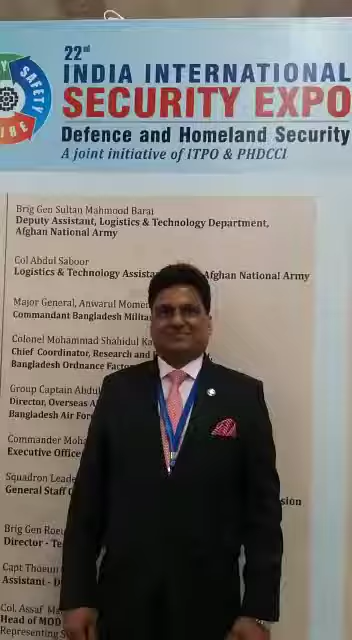 22nd
INDIA INTERNATIONAL
SECURITY EXPO
Defence and Homeland Security
A joint initiative of ITPO & PHDCCI
SAFETY
Brig Gen Sultan Mahmood Barai
Deputy Assistant, Logistics & Technology Department,
Afghan National Army
Col Abdul Saboor
Logistics & Technology Assista Afghan National Army
Major General, Anwarul Momen
Commandant Bangladesh Milita
Colonel Mohammad Shahidul Ka
Chief Coordinator, Research and
Bangladesh Ordnance Factor
Group Captain Abdul
Director, Overseas A
Bangladesh Air For
Commander Moha
Executive Office
Squadron Leade
General Staff sion
Brig Gen Roeu
Director - Te
Capt Thoeun
Assistant - D
Col. Assaf Ma
Head of MOD
Representing S